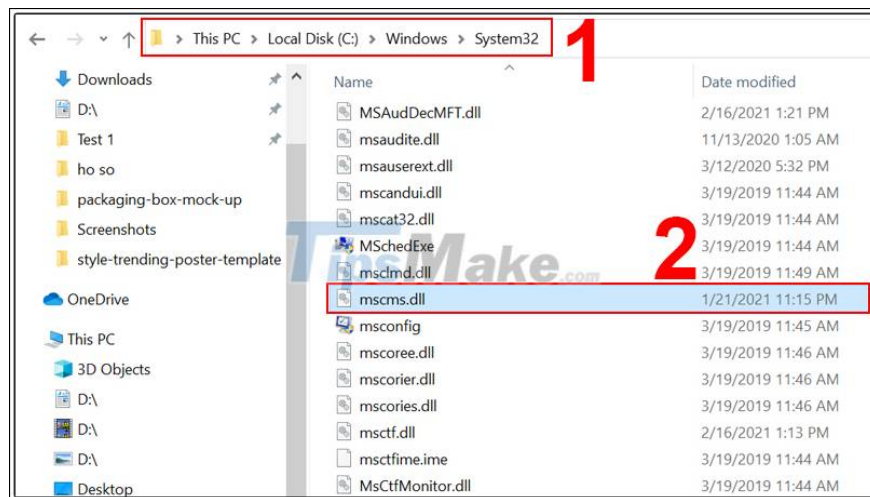 This PC > Local Disk (C:) > Windows > System32
1
Downloads
D:\
Test 1
ho so
packaging-box-mock-up
Screenshots
style-trending-poster-template
OneDrive
This PC
3D Objects
D:\
D:\
D:\
Desktop
Name Date modified
MSAudDecMFT.dll 2/16/2021 1:21 PM
msaudite.dll 11/13/2020 1:05 AM
msauserext.dll 3/12/2020 5:32 PM
mscandui.dll 3/19/2019 11:44 AM
mscat32.dll 3/19/2019 11:44 AM
MSchedExe 3/19/2019 11:44 AM
msclmd.dll 3/19/2019 11:49 AM
mscms.dll 1/21/2021 11:15 PM
msconfig 3/19/2019 11:45 AM
mscoree.dll 3/19/2019 11:46 AM
mscorier.dll 3/19/2019 11:46 AM
mscories.dll 3/19/2019 11:46 AM
msctf.dll 2/16/2021 1:13 PM
msctfime.ime 3/19/2019 11:44 AM
MsCtfMonitor.dll 3/19/2019 11:44 AM
2
TipsMake.com